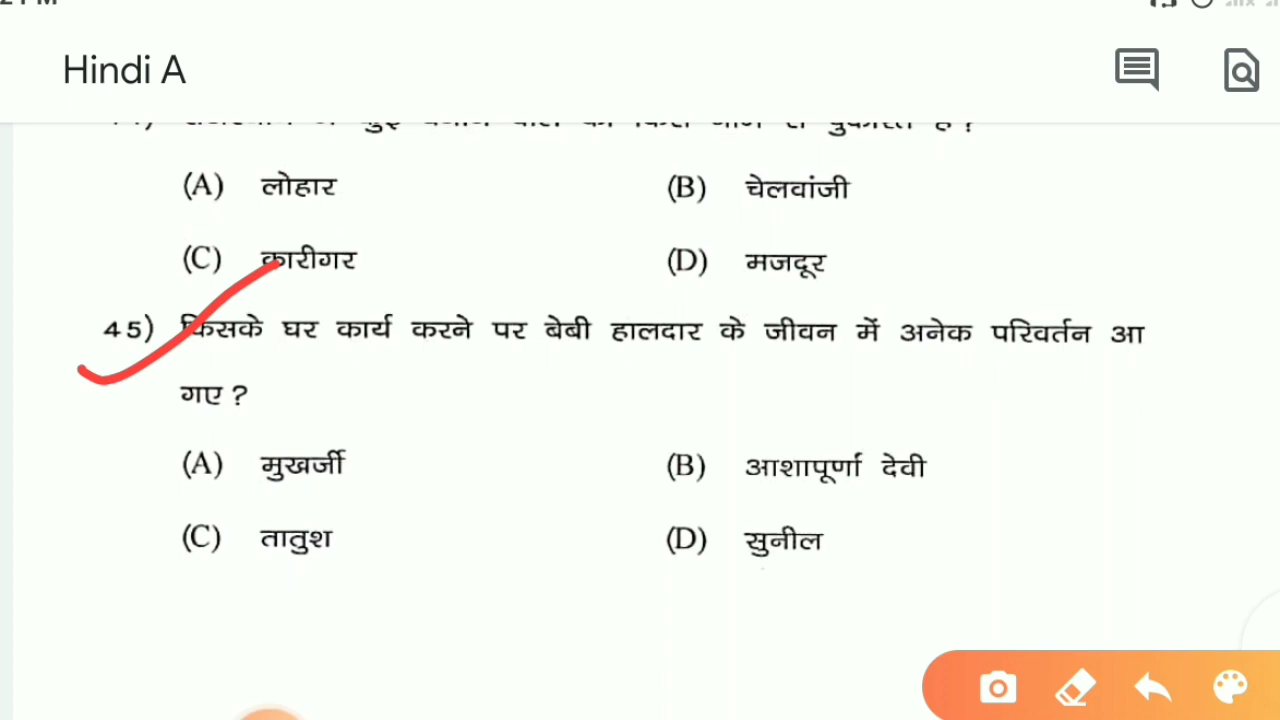 Hindi A
(A) लोहार (B) चेलवांजी
(C) कारीगर (D) मजदूर
45) किसके घर कार्य करने पर बेबी हालदार के जीवन में अनेक परिवर्तन आ
गए ?
(A) मुखर्जी (B) आशापूर्णा देवी
(C) तातुश (D) सुनील